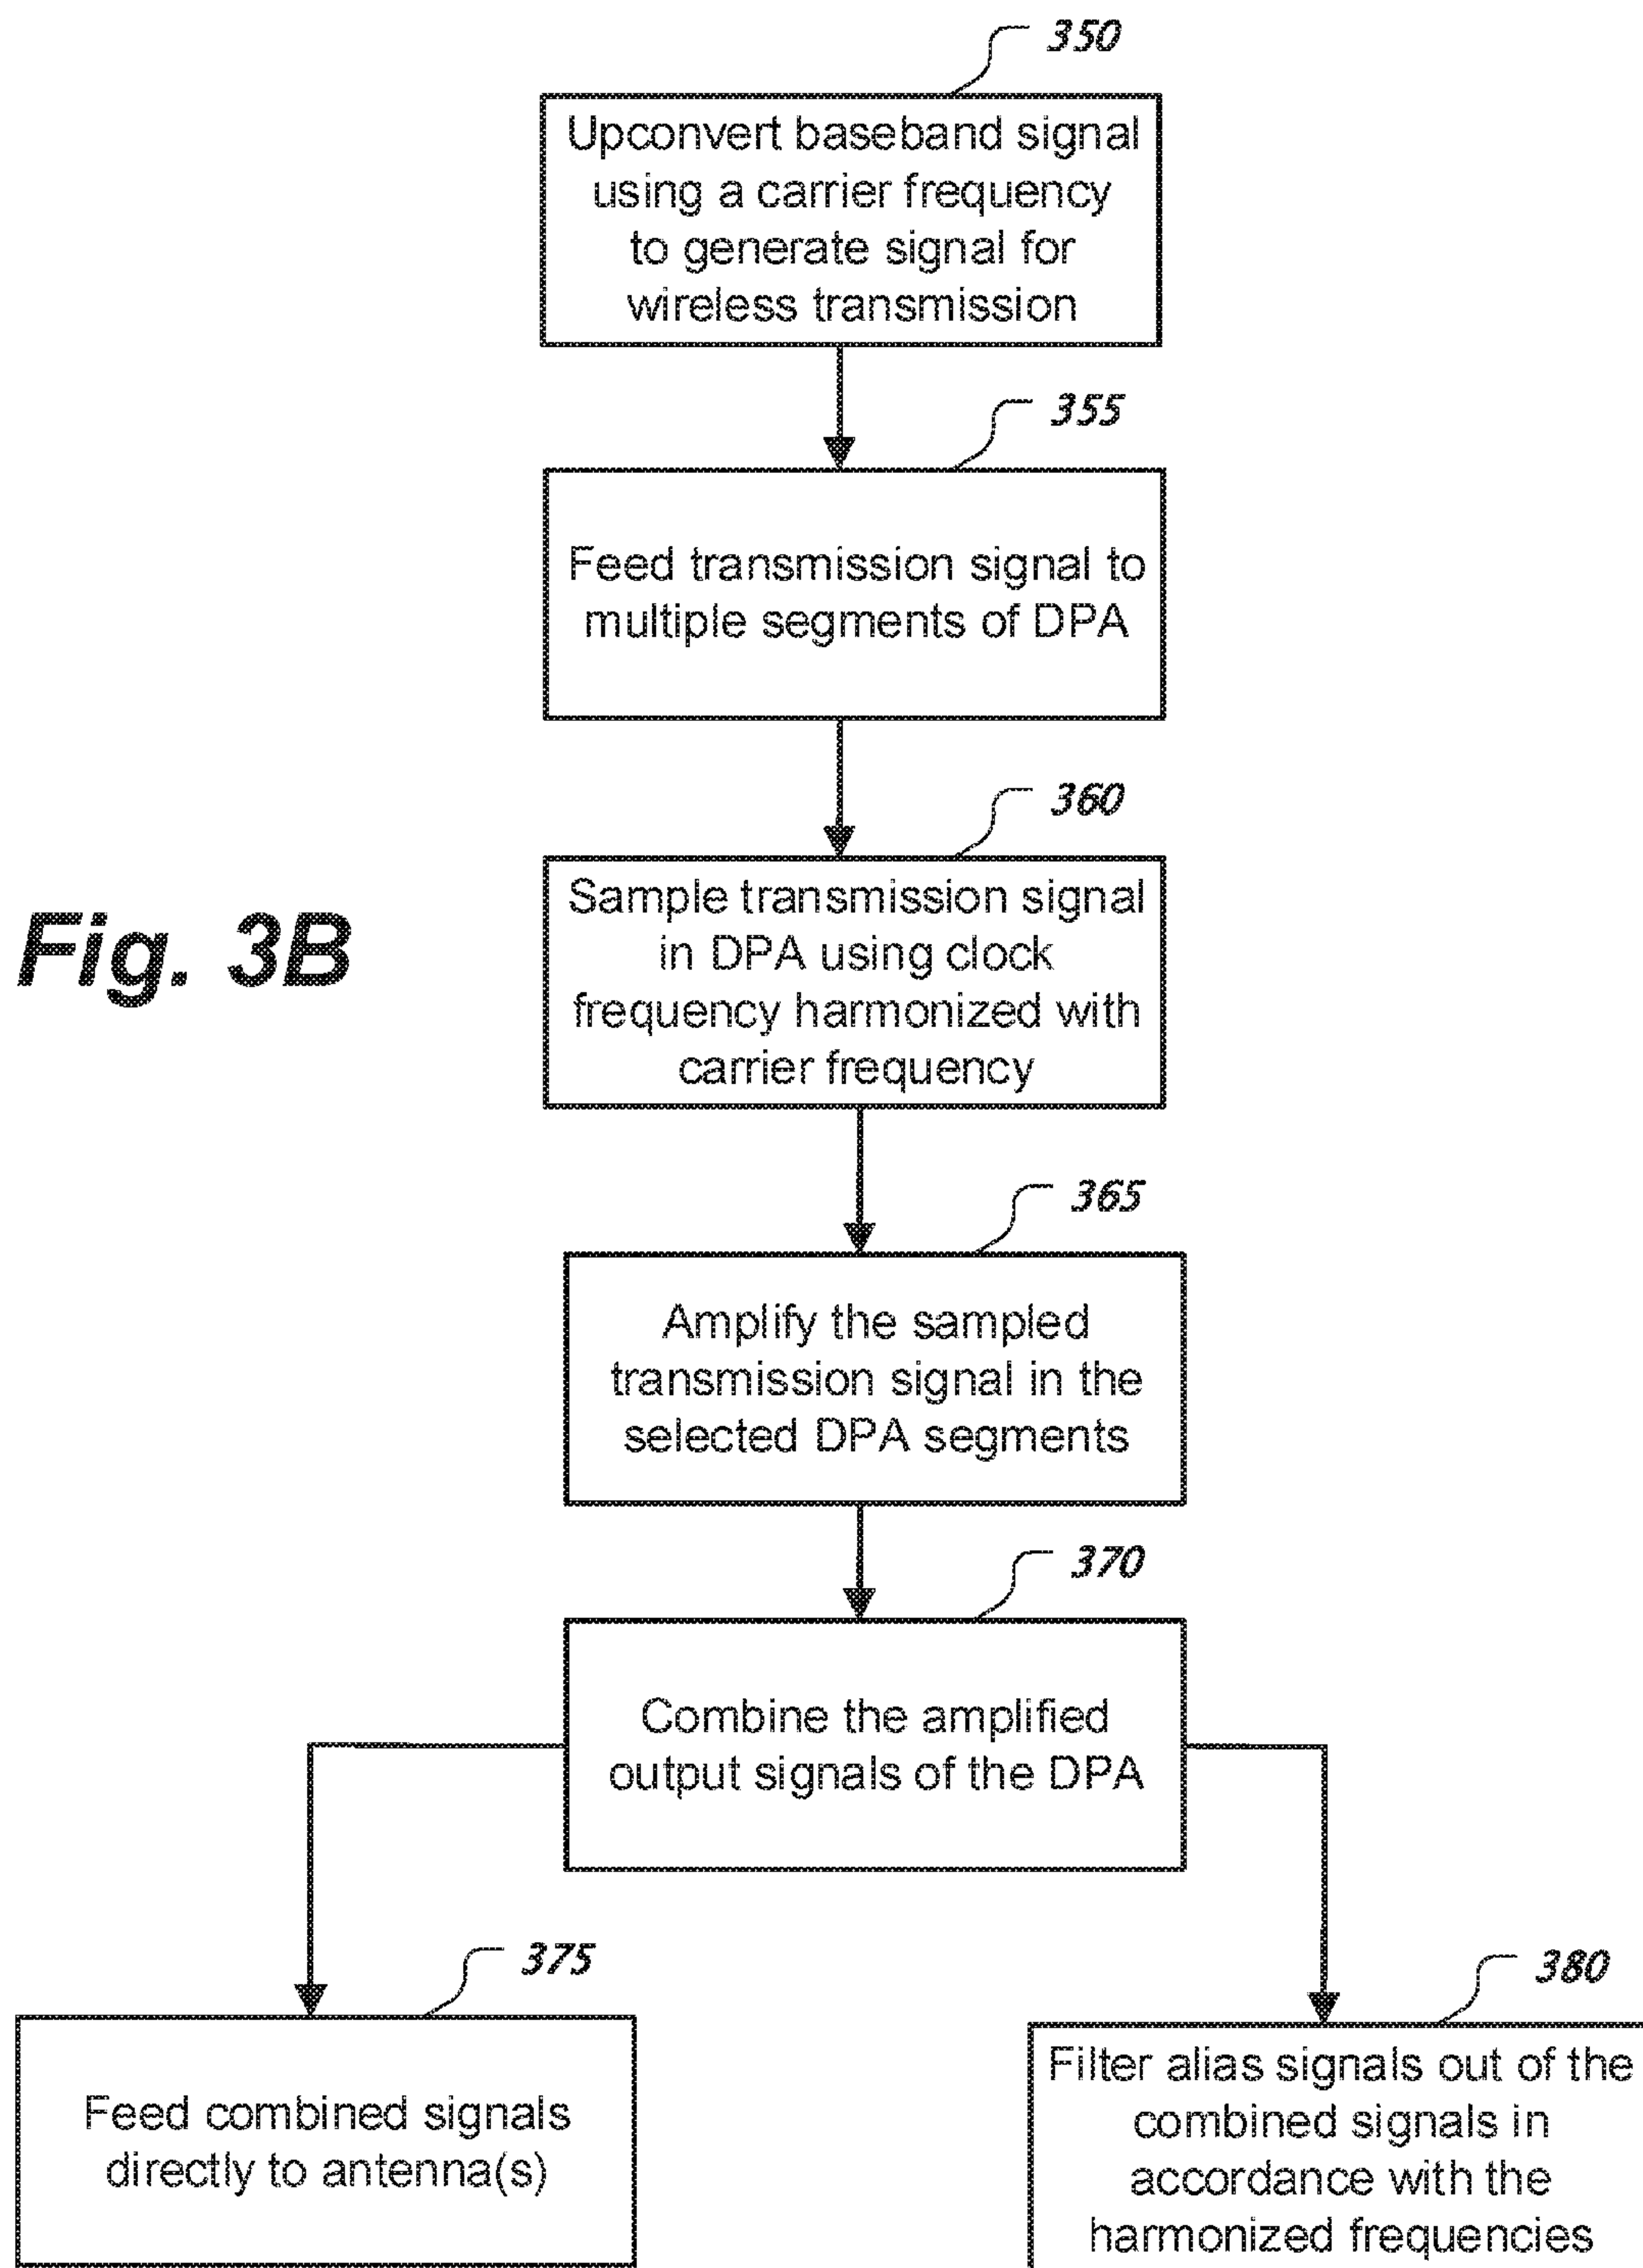 350
Upconvert baseband signal
using a carrier frequency
to generate signal for
wireless transmission
355
Feed transmission signal to
multiple segments of DPA
360
Sample transmission signal
in DPA using clock
frequency harmonized with
carrier frequency
Fig. 3B
365
Amplify the sampled
transmission signal in the
selected DPA segments
370
Combine the amplified
output signals of the DPA
375
Feed combined signals
directly to antenna(s)
380
Filter alias signals out of the
combined signals in
accordance with the
harmonized frequencies